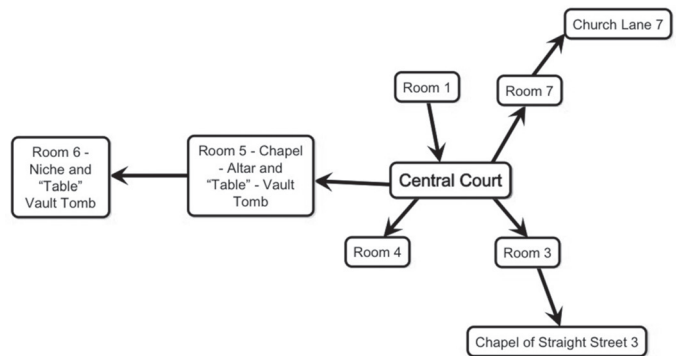 Church Lane 7
Room 1
Room 7
Room 6 -
Niche and
“Table”
Vault Tomb
Room 5 - Chapel
- Altar and
“Table” - Vault
Tomb
Central Court
Room 4
Room 3
Chapel of Straight Street 3